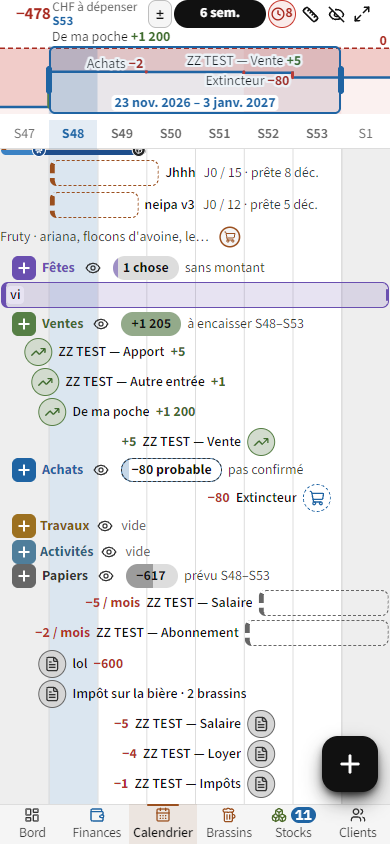 −478 CHF à dépenser
S53
± 6 sem. 8
De ma poche +1 200
0
Achats −2 ZZ TEST — Vente +5
Extincteur −80
23 nov. 2026 – 3 janv. 2027
S47 S48 S49 S50 S51 S52 S53 S1
Jhhh J0 / 15 · prête 8 déc.
neipa v3 J0 / 12 · prête 5 déc.
Fruty · ariana, flocons d'avoine, le…
Fêtes 1 chose sans montant
vi
Ventes +1 205 à encaisser S48–S53
ZZ TEST — Apport +5
ZZ TEST — Autre entrée +1
De ma poche +1 200
+5 ZZ TEST — Vente
Achats −80 probable pas confirmé
−80 Extincteur
Travaux vide
Activités vide
Papiers −617 prévu S48–S53
−5 / mois ZZ TEST — Salaire
−2 / mois ZZ TEST — Abonnement
lol −600
Impôt sur la bière · 2 brassins
−5 ZZ TEST — Salaire
−4 ZZ TEST — Loyer
−1 ZZ TEST — Impôts
Bord Finances Calendrier Brassins Stocks 11 Clients